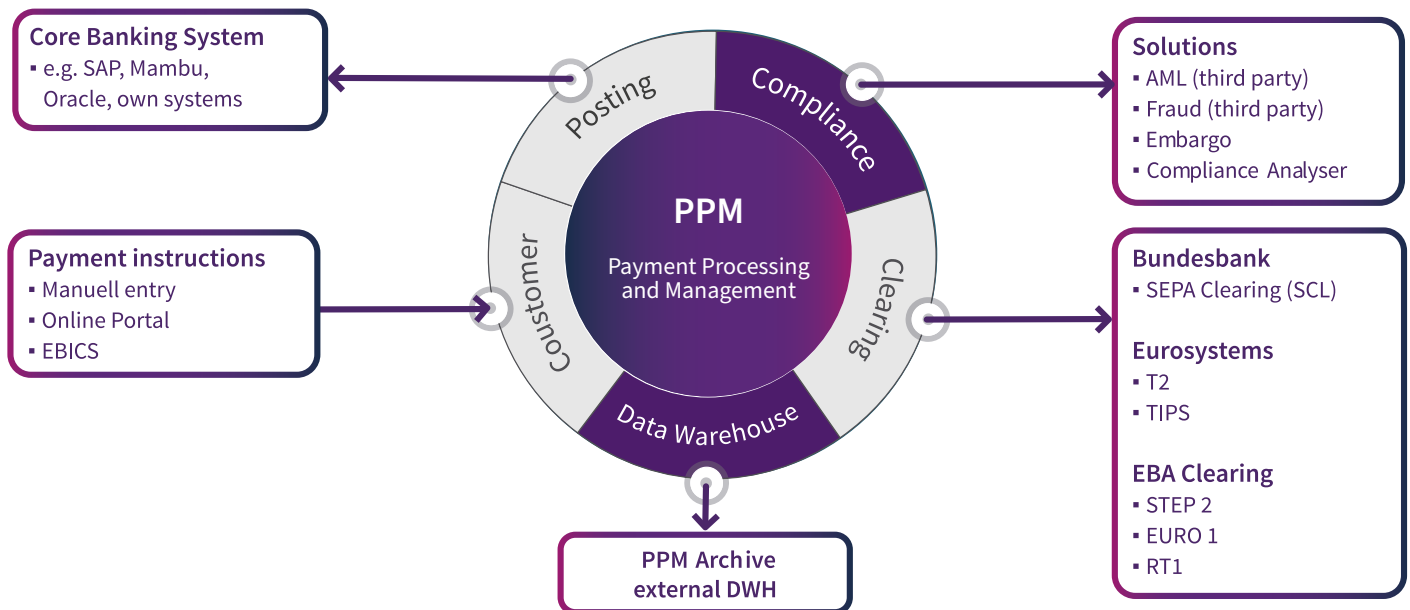 Core Banking System
▪ e.g. SAP, Mambu,
Oracle, own systems
Payment instructions
▪ Manuell entry
▪ Online Portal
▪ EBICS
Posting
Compliance
Coustomer
Clearing
Data Warehouse
PPM
Payment Processing
and Management
PPM Archive
external DWH
Solutions
▪ AML (third party)
▪ Fraud (third party)
▪ Embargo
▪ Compliance Analyser
Bundesbank
▪ SEPA Clearing (SCL)
Eurosystems
▪ T2
▪ TIPS
EBA Clearing
▪ STEP 2
▪ EURO 1
▪ RT1